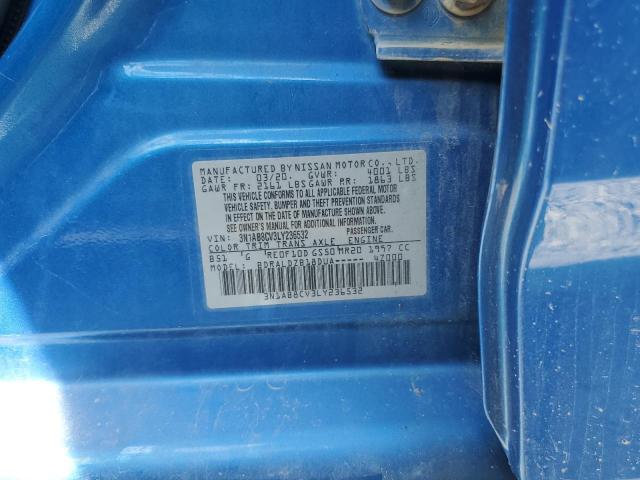 MANUFACTURED BY NISSAN MOTOR CO., LTD.
DATE: 03/20. GVWR: 4001 LBS
GAWR FR: 2161 LBS GAWR RR: 1863 LBS
THIS VEHICLE CONFORMS TO ALL APPLICABLE FEDERAL MOTOR
VEHICLE SAFETY, BUMPER AND THEFT PREVENTION STANDARDS
IN EFFECT ON THE DATE OF MANUFACTURE SHOWN ABOVE.
SEE OWNER'S MANUAL FOR ADDITIONAL INFORMATION.
VIN: 3N1AB8CV3LY236532 PASSENGER CAR.
COLOR TRIM TRANS AXLE ENGINE
B51 G RE0F10D GS50 MR20 1997 CC
BDRALDZB18DUA----- 4Z000
3N1AB8CV3LY236532